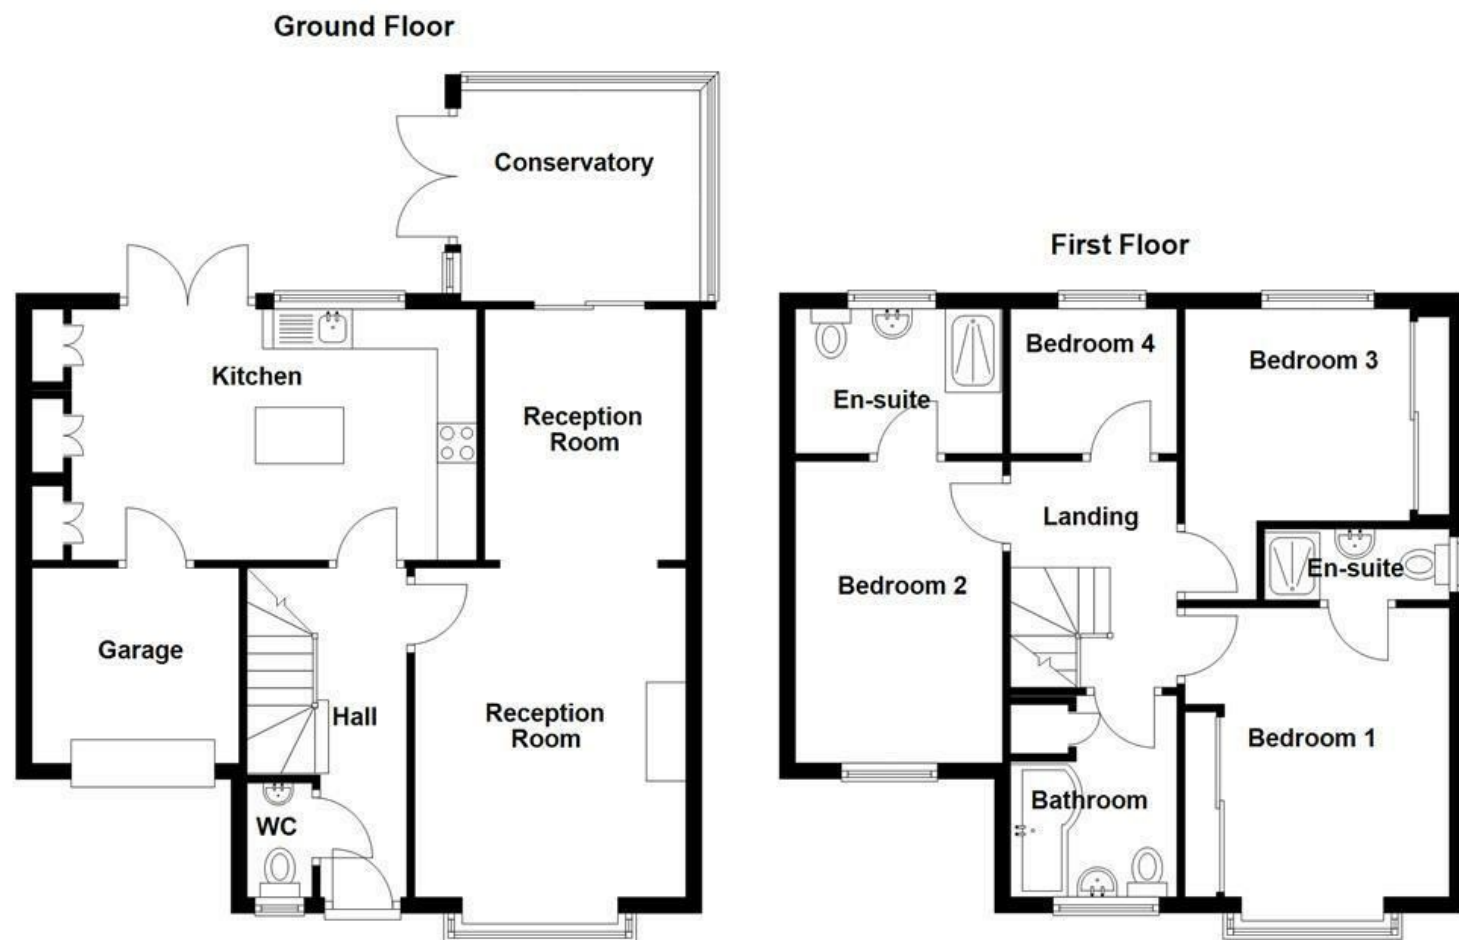 Ground Floor
Conservatory
Kitchen
Reception
Room
Garage
Hall
Reception
Room
WC
First Floor
Bedroom 4
Bedroom 3
En-suite
Landing
Bedroom 2
En-suite
Bedroom 1
Bathroom